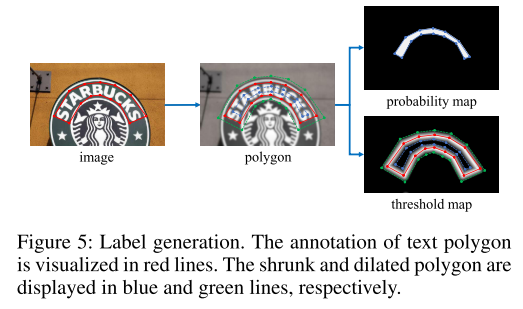 STARBUCKS
STARBUCKS
image
polygon
probability map
threshold map
Figure 5: Label generation. The annotation of text polygon
is visualized in red lines. The shrunk and dilated polygon are
displayed in blue and green lines, respectively.